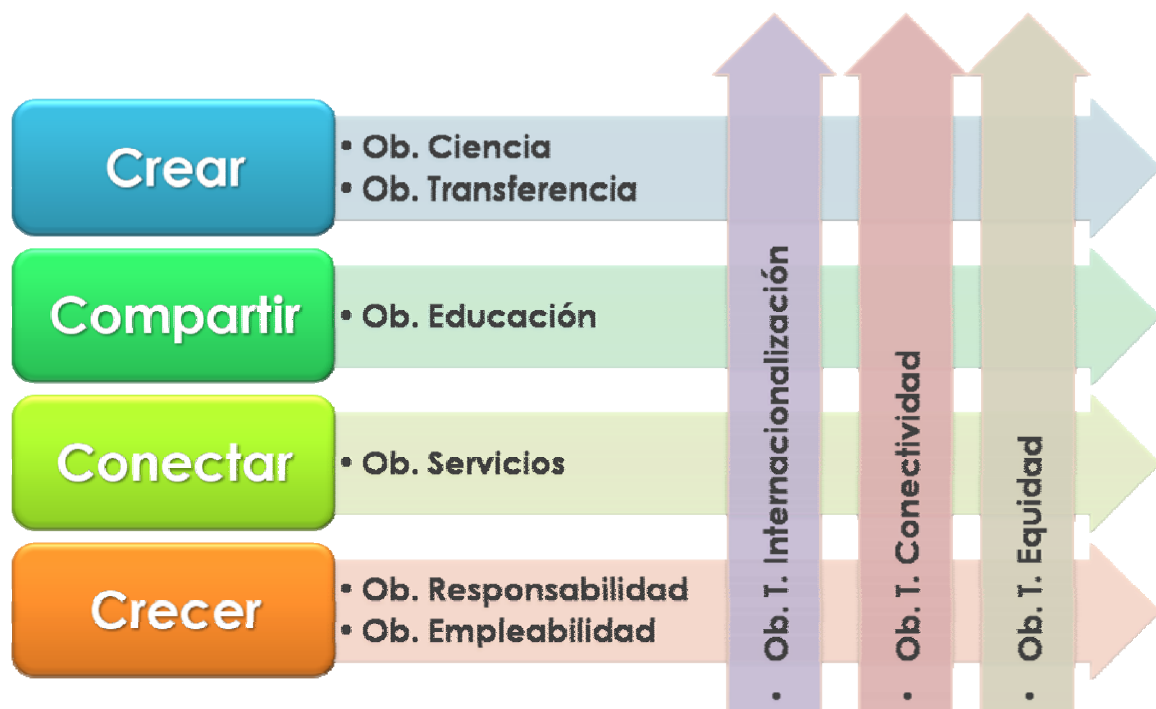 Crear
• Ob. Ciencia
• Ob. Transferencia
Compartir
• Ob. Educación
Conectar
• Ob. Servicios
Crecer
• Ob. Responsabilidad
• Ob. Empleabilidad
• Ob. T. Internacionalización
• Ob. T. Conectividad
• Ob. T. Equidad